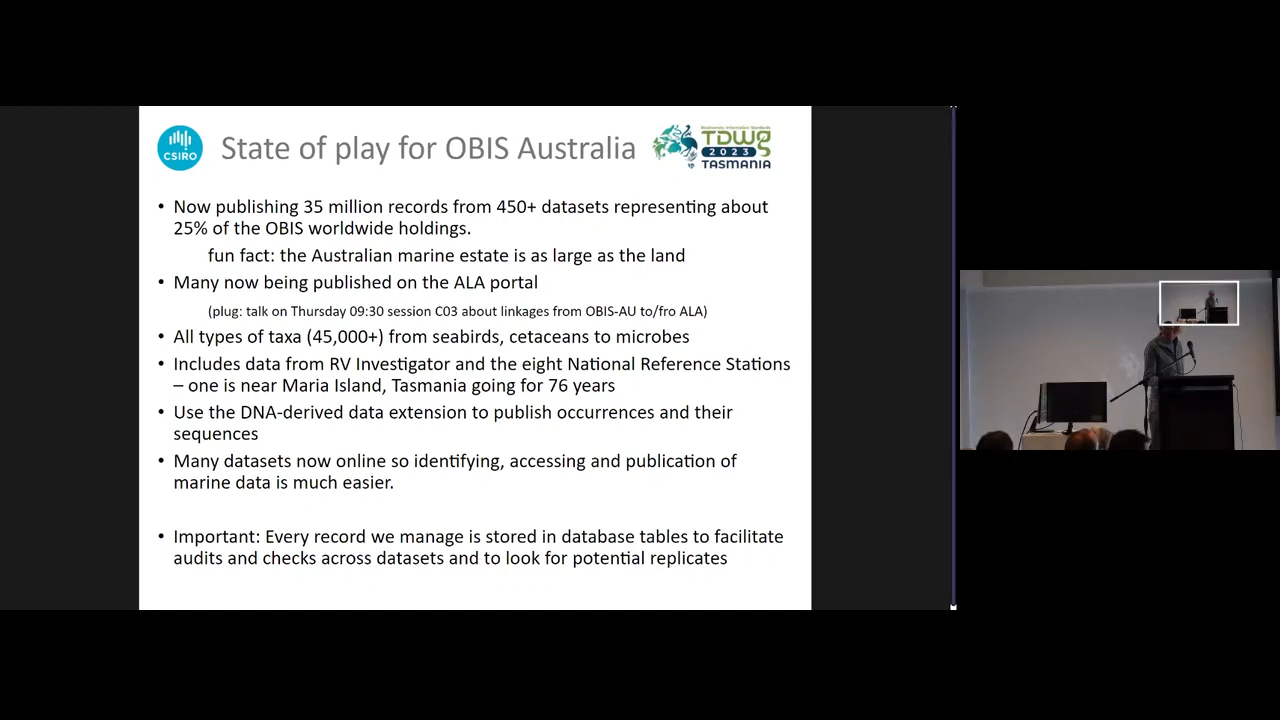 CSIRO
State of play for OBIS Australia
Biodiversity Information Standards
TDWG
2023
TASMANIA
• Now publishing 35 million records from 450+ datasets representing about
25% of the OBIS worldwide holdings.
fun fact: the Australian marine estate is as large as the land
• Many now being published on the ALA portal
(plug: talk on Thursday 09:30 session C03 about linkages from OBIS-AU to/fro ALA)
• All types of taxa (45,000+) from seabirds, cetaceans to microbes
• Includes data from RV Investigator and the eight National Reference Stations
– one is near Maria Island, Tasmania going for 76 years
• Use the DNA-derived data extension to publish occurrences and their
sequences
• Many datasets now online so identifying, accessing and publication of
marine data is much easier.
• Important: Every record we manage is stored in database tables to facilitate
audits and checks across datasets and to look for potential replicates